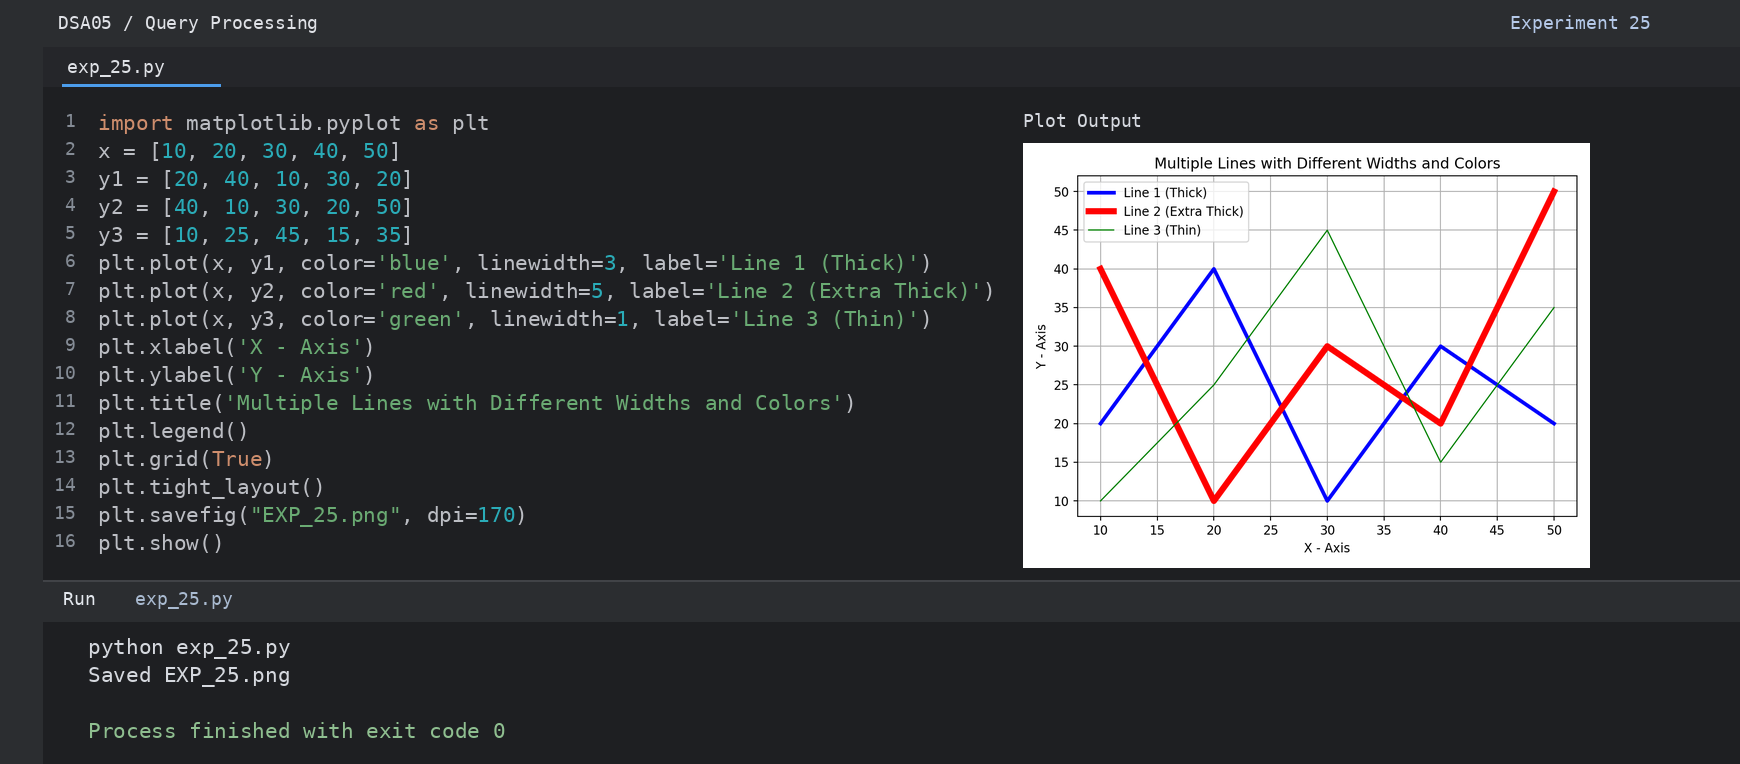 DSA05 / Query Processing
Experiment 25
exp_25.py
1 import matplotlib.pyplot as plt
2 x = [10, 20, 30, 40, 50]
3 y1 = [20, 40, 10, 30, 20]
4 y2 = [40, 10, 30, 20, 50]
5 y3 = [10, 25, 45, 15, 35]
6 plt.plot(x, y1, color='blue', linewidth=3, label='Line 1 (Thick)')
7 plt.plot(x, y2, color='red', linewidth=5, label='Line 2 (Extra Thick)')
8 plt.plot(x, y3, color='green', linewidth=1, label='Line 3 (Thin)')
9 plt.xlabel('X - Axis')
10 plt.ylabel('Y - Axis')
11 plt.title('Multiple Lines with Different Widths and Colors')
12 plt.legend()
13 plt.grid(True)
14 plt.tight_layout()
15 plt.savefig("EXP_25.png", dpi=170)
16 plt.show()
Plot Output
Multiple Lines with Different Widths and Colors
Line 1 (Thick)
Line 2 (Extra Thick)
Line 3 (Thin)
50
45
40
35
30
25
20
15
10
Y - Axis
10 15 20 25 30 35 40 45 50
X - Axis
Run exp_25.py
python exp_25.py
Saved EXP_25.png
Process finished with exit code 0